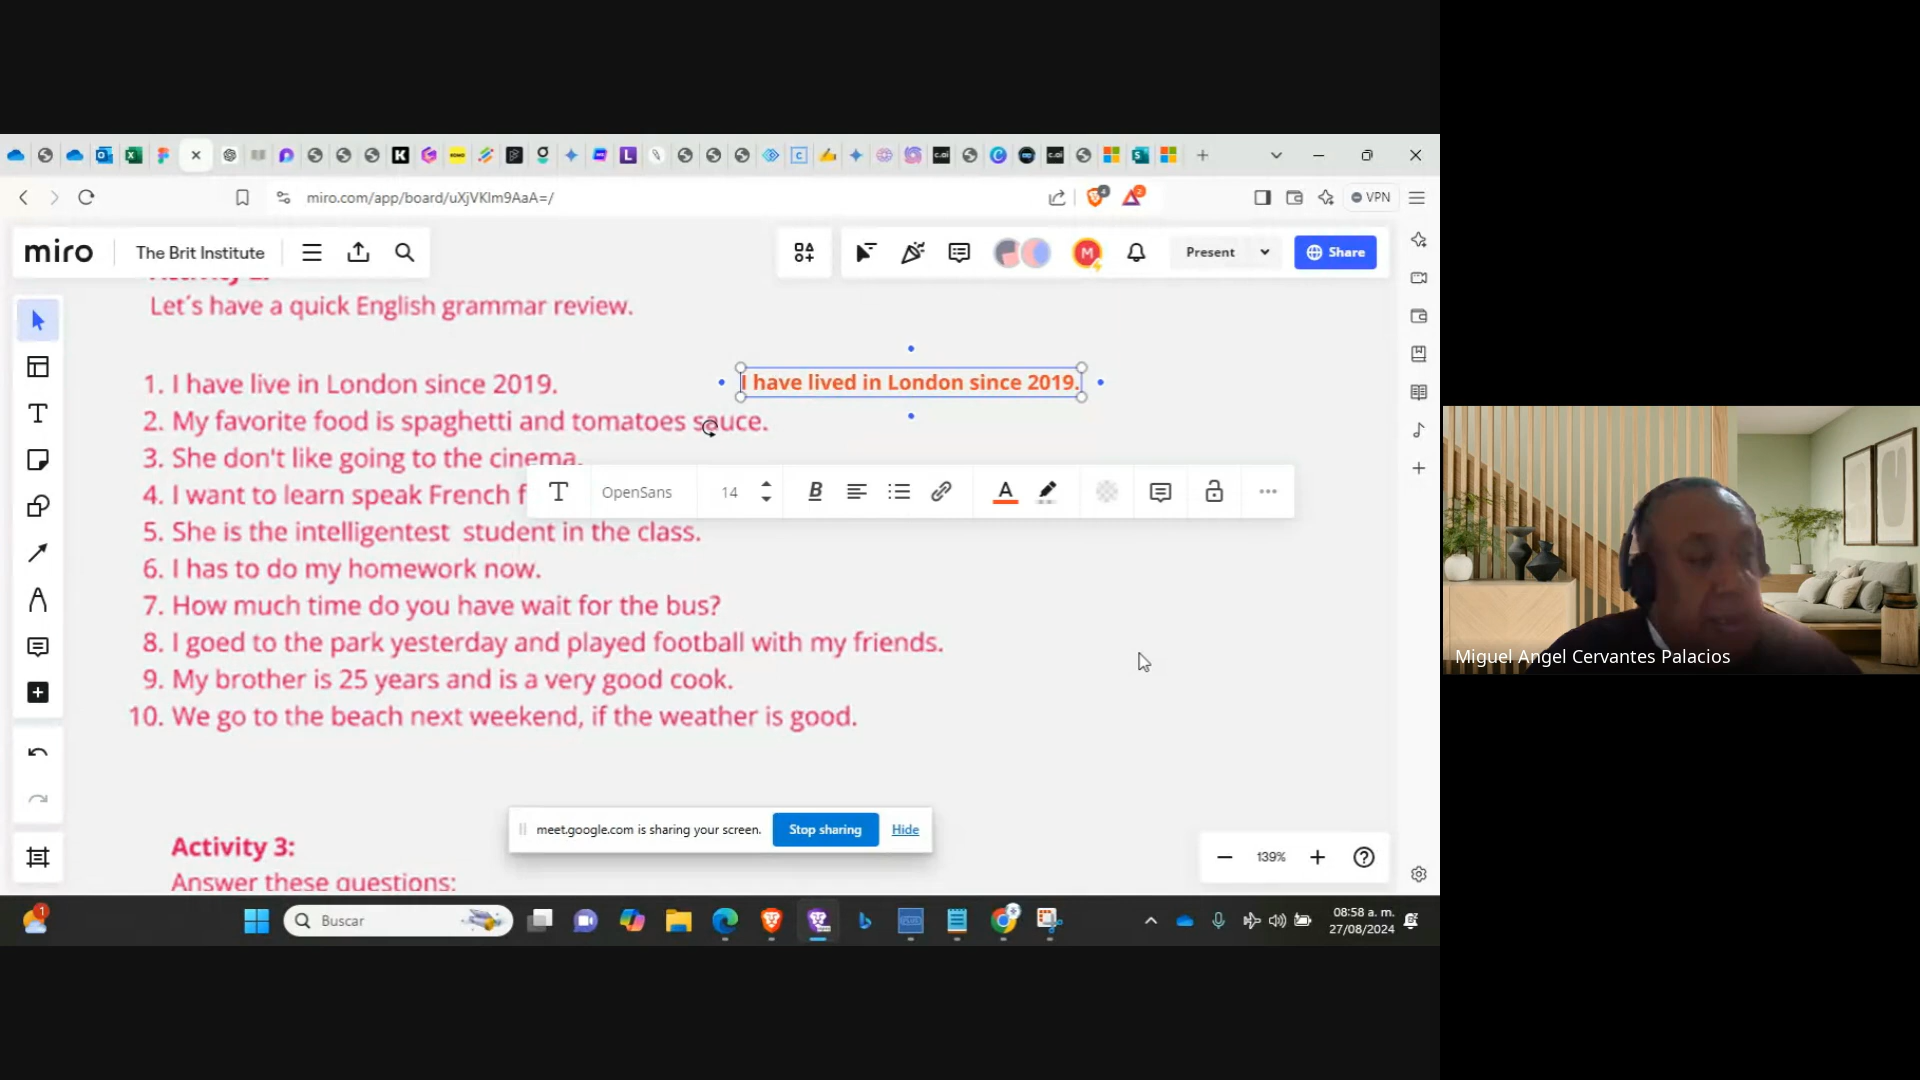 miro.com/app/board/uXjVKlm9AaA=/
VPN
miro
The Brit Institute
Present
Share
Let´s have a quick English grammar review.
1. I have live in London since 2019.
I have lived in London since 2019.
2. My favorite food is spaghetti and tomatoes sauce.
3. She don't like going to the cinema.
4. I want to learn speak French f
OpenSans
14
5. She is the intelligentest student in the class.
6. I has to do my homework now.
7. How much time do you have wait for the bus?
8. I goed to the park yesterday and played football with my friends.
9. My brother is 25 years and is a very good cook.
10. We go to the beach next weekend, if the weather is good.
Miguel Angel Cervantes Palacios
meet.google.com is sharing your screen.
Stop sharing
Hide
Activity 3:
Answer these questions:
139%
Buscar
08:58 a. m.
27/08/2024